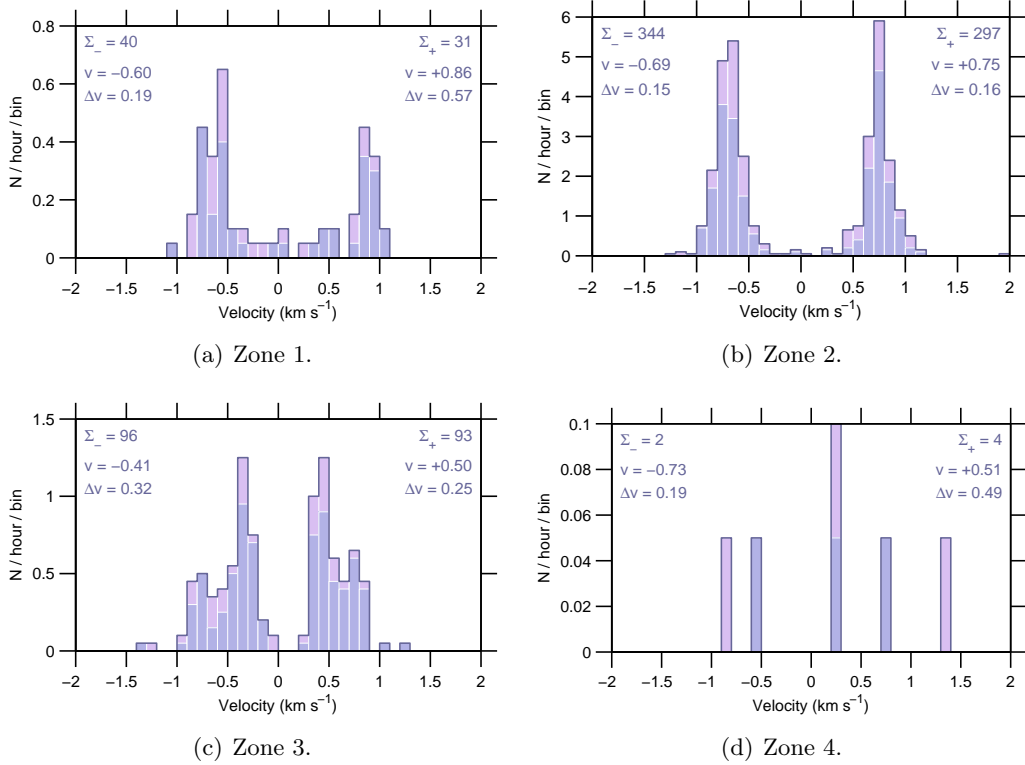 0.8
0.6
0.4
0.2
0
N / hour / bin
Σ_ = 40
v = −0.60
Δv = 0.19
Σ+ = 31
v = +0.86
Δv = 0.57
−2 −1.5 −1 −0.5 0 0.5 1 1.5 2
Velocity (km s−1)
(a) Zone 1.
6
5
4
3
2
1
0
N / hour / bin
Σ_ = 344
v = −0.69
Δv = 0.15
Σ+ = 297
v = +0.75
Δv = 0.16
−2 −1.5 −1 −0.5 0 0.5 1 1.5 2
Velocity (km s−1)
(b) Zone 2.
1.5
1
0.5
0
N / hour / bin
Σ_ = 96
v = −0.41
Δv = 0.32
Σ+ = 93
v = +0.50
Δv = 0.25
−2 −1.5 −1 −0.5 0 0.5 1 1.5 2
Velocity (km s−1)
(c) Zone 3.
0.1
0.08
0.06
0.04
0.02
0
N / hour / bin
Σ_ = 2
v = −0.73
Δv = 0.19
Σ+ = 4
v = +0.51
Δv = 0.49
−2 −1.5 −1 −0.5 0 0.5 1 1.5 2
Velocity (km s−1)
(d) Zone 4.